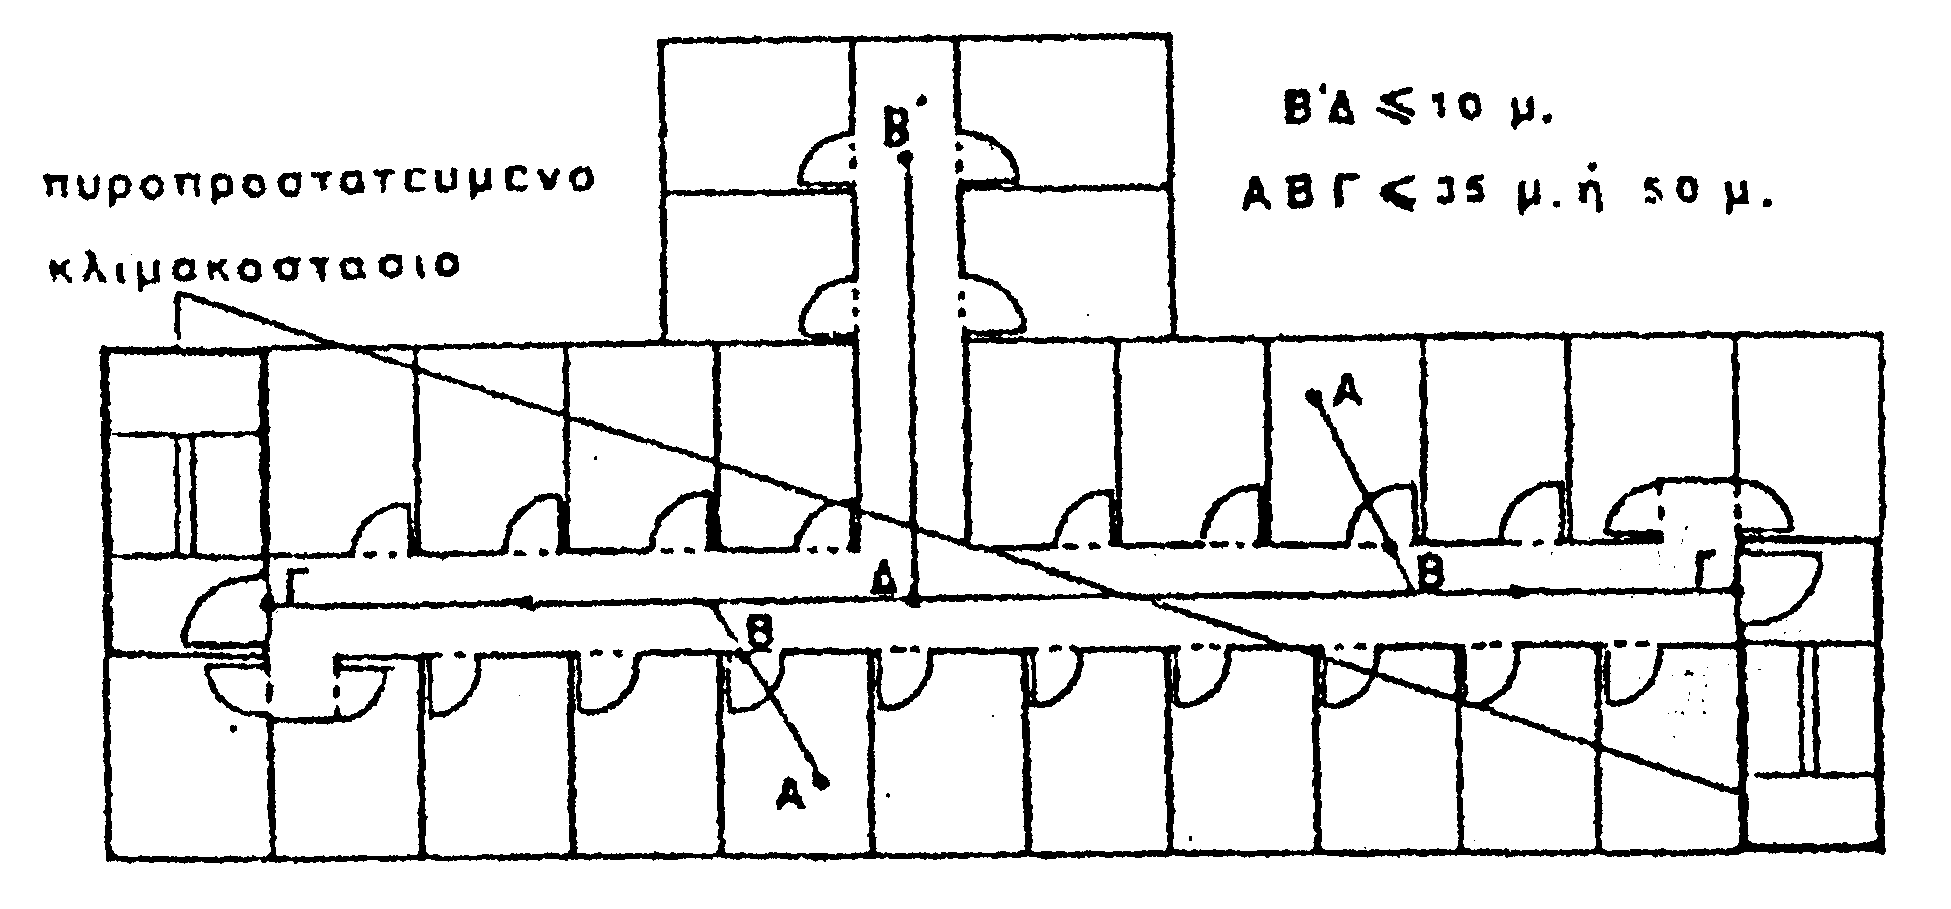 Β΄Δ ⩽ 10 μ.
πυροπροστατευμενο
ΑΒΓ ⩽ 35 μ. ή 50 μ.
κλιμακοστασιο
Β΄
Α
Γ
Δ
Β
Γ
Β
Α